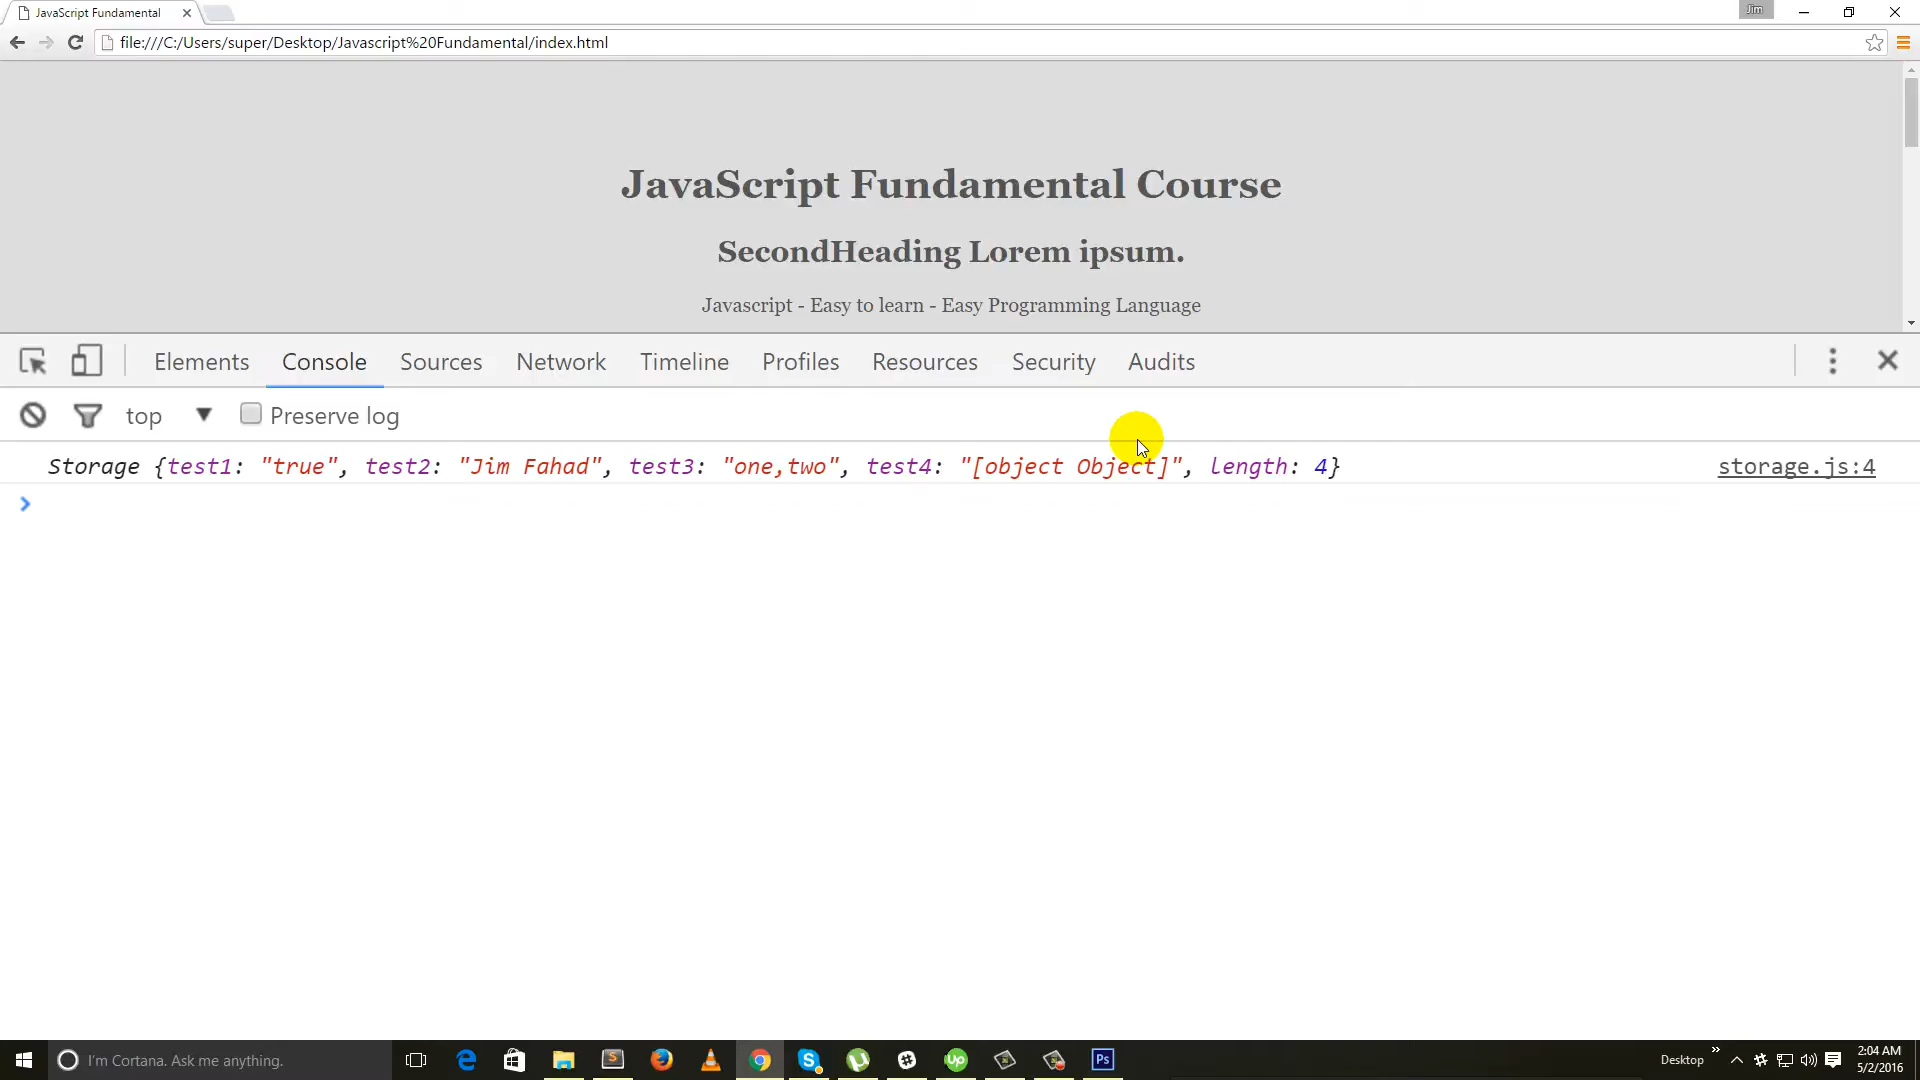 JavaScript Fundamental
Jim
file:///C:/Users/super/Desktop/Javascript%20Fundamental/index.html
JavaScript Fundamental Course
SecondHeading Lorem ipsum.
Javascript - Easy to learn - Easy Programming Language
Elements Console Sources Network Timeline Profiles Resources Security Audits
top Preserve log
Storage {test1: "true", test2: "Jim Fahad", test3: "one,two", test4: "[object Object]", length: 4} storage.js:4
I'm Cortana. Ask me anything.
S
S
Up
Ps
Desktop
2:04 AM
5/2/2016